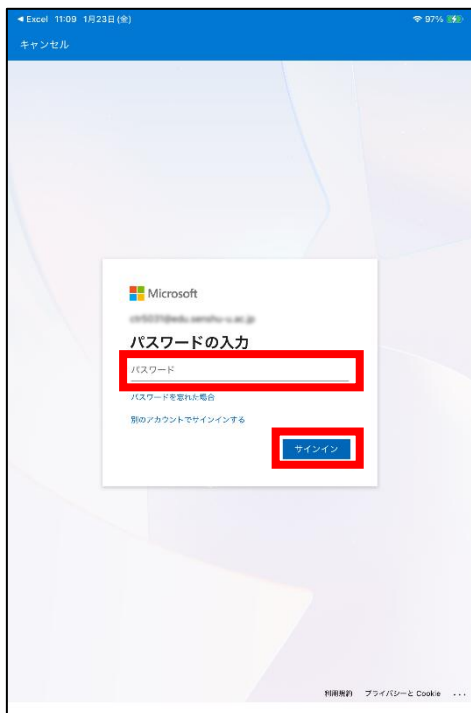 ◀ Excel 11:09 1月23日(金) 97%
キャンセル
Microsoft
パスワードの入力
パスワード
パスワードを忘れた場合
別のアカウントでサインインする
サインイン
利用規約 プライバシーと Cookie ...